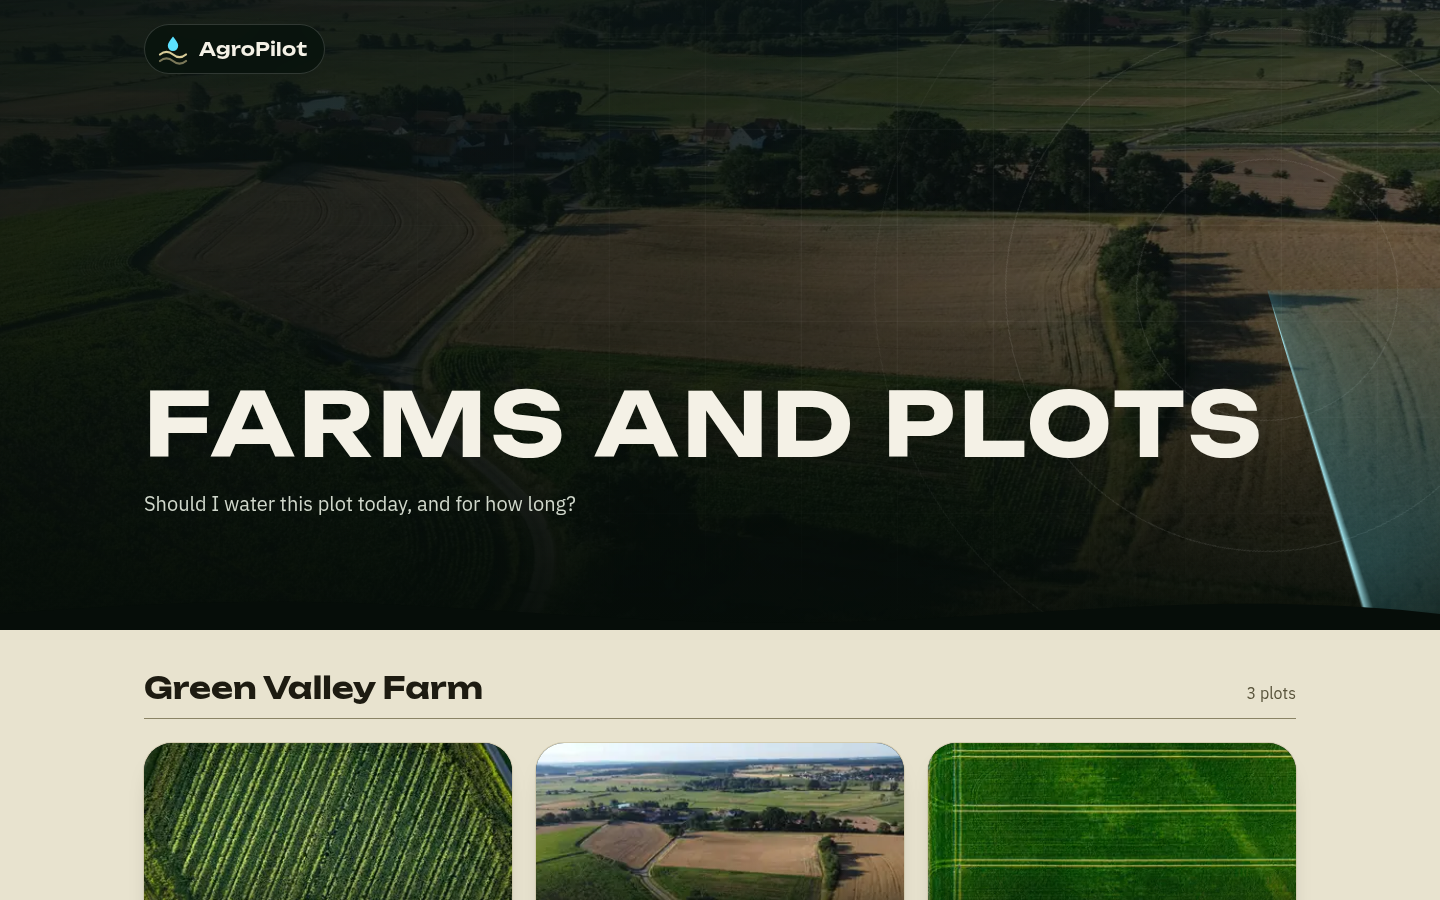 AgroPilot
FARMS AND PLOTS
Should I water this plot today, and for how long?
Green Valley Farm
3 plots